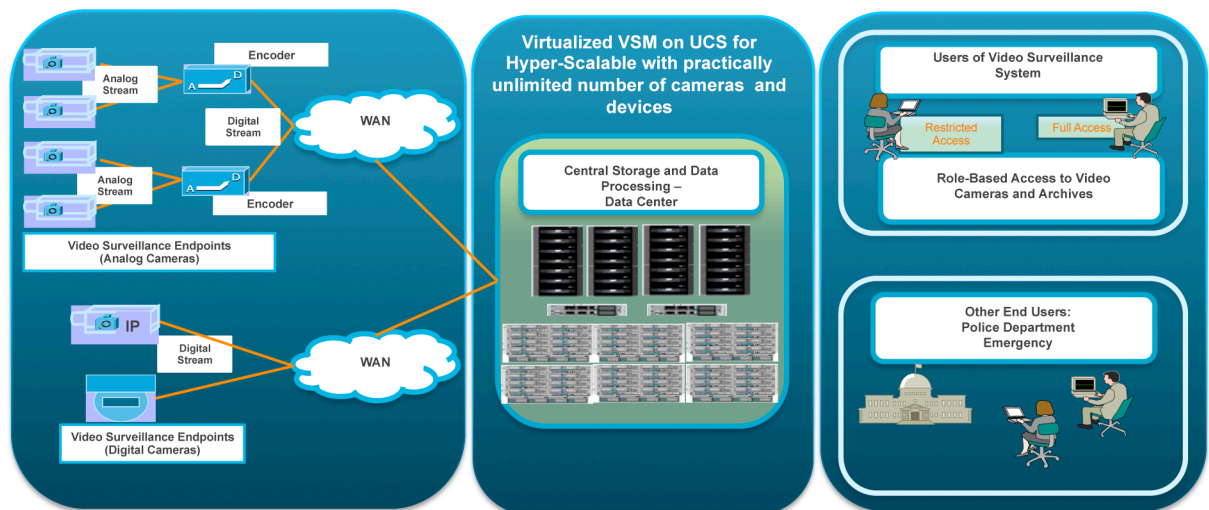 Encoder
Analog
Stream
A
D
Digital
Stream
WAN
Analog
Stream
A
D
Encoder
Video Surveillance Endpoints
(Analog Cameras)
IP
Digital
Stream
WAN
Video Surveillance Endpoints
(Digital Cameras)
Virtualized VSM on UCS for
Hyper-Scalable with practically
unlimited number of cameras and
devices
Central Storage and Data
Processing –
Data Center
Users of Video Surveillance
System
Restricted
Access
Full Access
Role-Based Access to Video
Cameras and Archives
Other End Users:
Police Department
Emergency